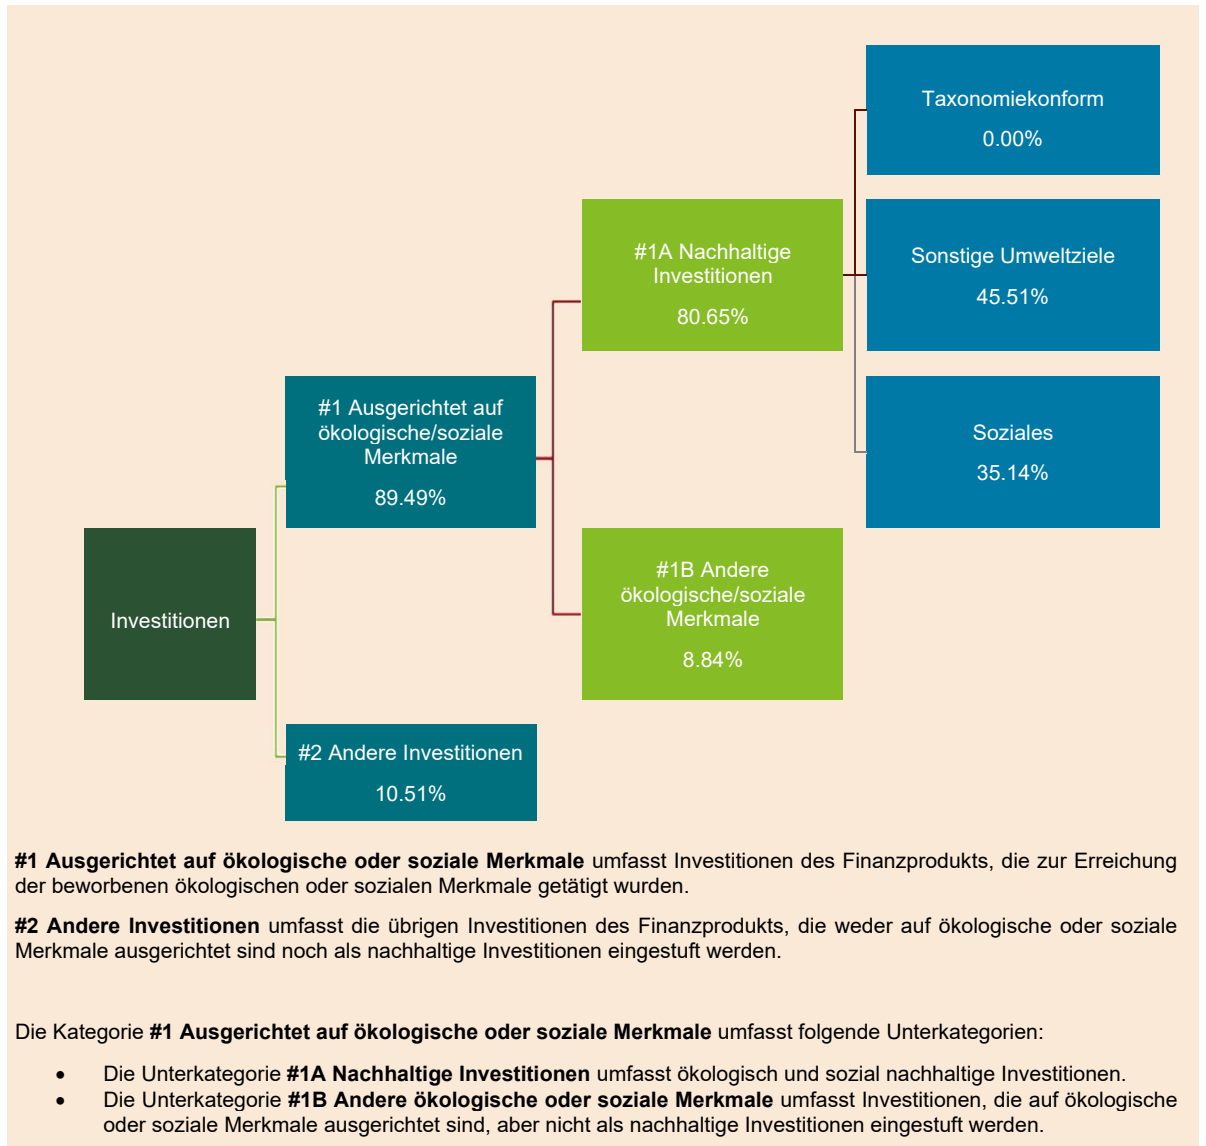 Taxonomiekonform
0.00%
#1A Nachhaltige
Investitionen
80.65%
Sonstige Umweltziele
45.51%
#1 Ausgerichtet auf
ökologische/soziale
Merkmale
89.49%
Soziales
35.14%
Investitionen
#1B Andere
ökologische/soziale
Merkmale
8.84%
#2 Andere Investitionen
10.51%
#1 Ausgerichtet auf ökologische oder soziale Merkmale umfasst Investitionen des Finanzprodukts, die zur Erreichung
der beworbenen ökologischen oder sozialen Merkmale getätigt wurden.
#2 Andere Investitionen umfasst die übrigen Investitionen des Finanzprodukts, die weder auf ökologische oder soziale
Merkmale ausgerichtet sind noch als nachhaltige Investitionen eingestuft werden.
Die Kategorie #1 Ausgerichtet auf ökologische oder soziale Merkmale umfasst folgende Unterkategorien:
• Die Unterkategorie #1A Nachhaltige Investitionen umfasst ökologisch und sozial nachhaltige Investitionen.
• Die Unterkategorie #1B Andere ökologische oder soziale Merkmale umfasst Investitionen, die auf ökologische
oder soziale Merkmale ausgerichtet sind, aber nicht als nachhaltige Investitionen eingestuft werden.